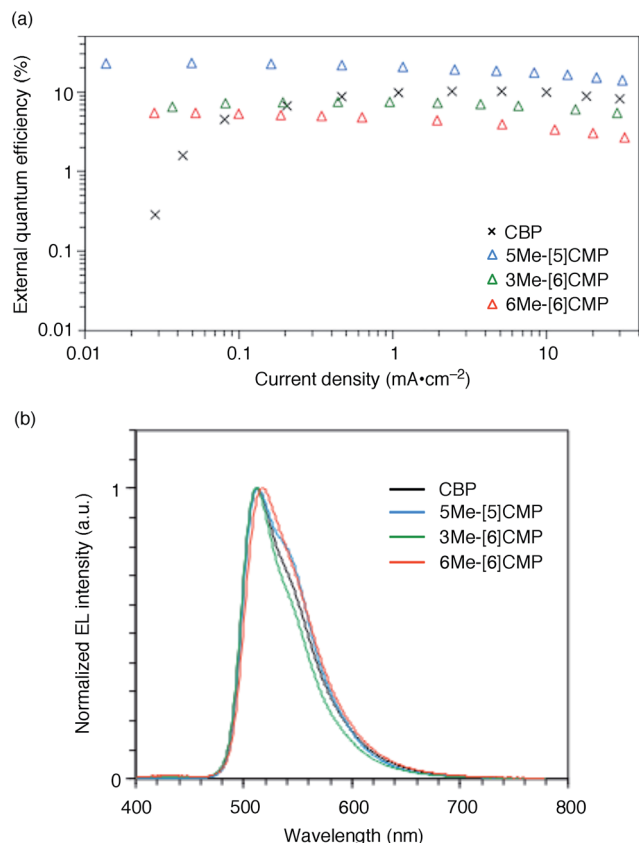 (a)
External quantum efficiency (%)
10
1
0.1
0.01
CBP
5Me-[5]CMP
3Me-[6]CMP
6Me-[6]CMP
0.01 0.1 1 10
Current density (mA•cm⁻²)
(b)
Normalized EL intensity (a.u.)
1
0
CBP
5Me-[5]CMP
3Me-[6]CMP
6Me-[6]CMP
400 500 600 700 800
Wavelength (nm)